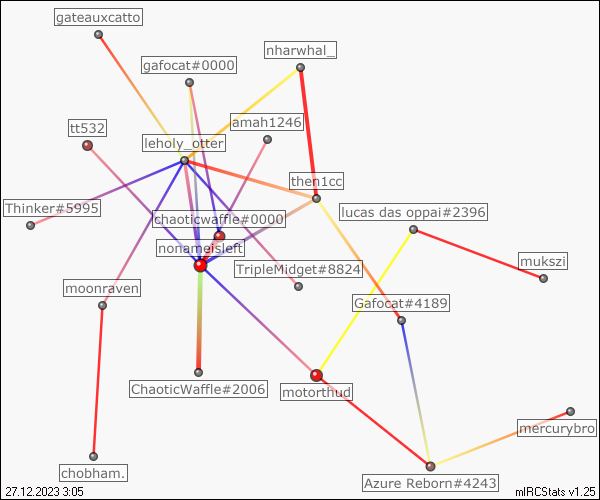 gateauxcatto
nharwhal_
gafocat#0000
amah1246
tt532
leholy_otter
then1cc
Thinker#5995
lucas das oppai#2396
chaoticwaffle#0000
nonameisleft
mukszi
TripleMidget#8824
moonraven
Gafocat#4189
ChaoticWaffle#2006
motorthud
mercurybro
chobham.
Azure Reborn#4243
27.12.2023 3:05
mIRCStats v1.25